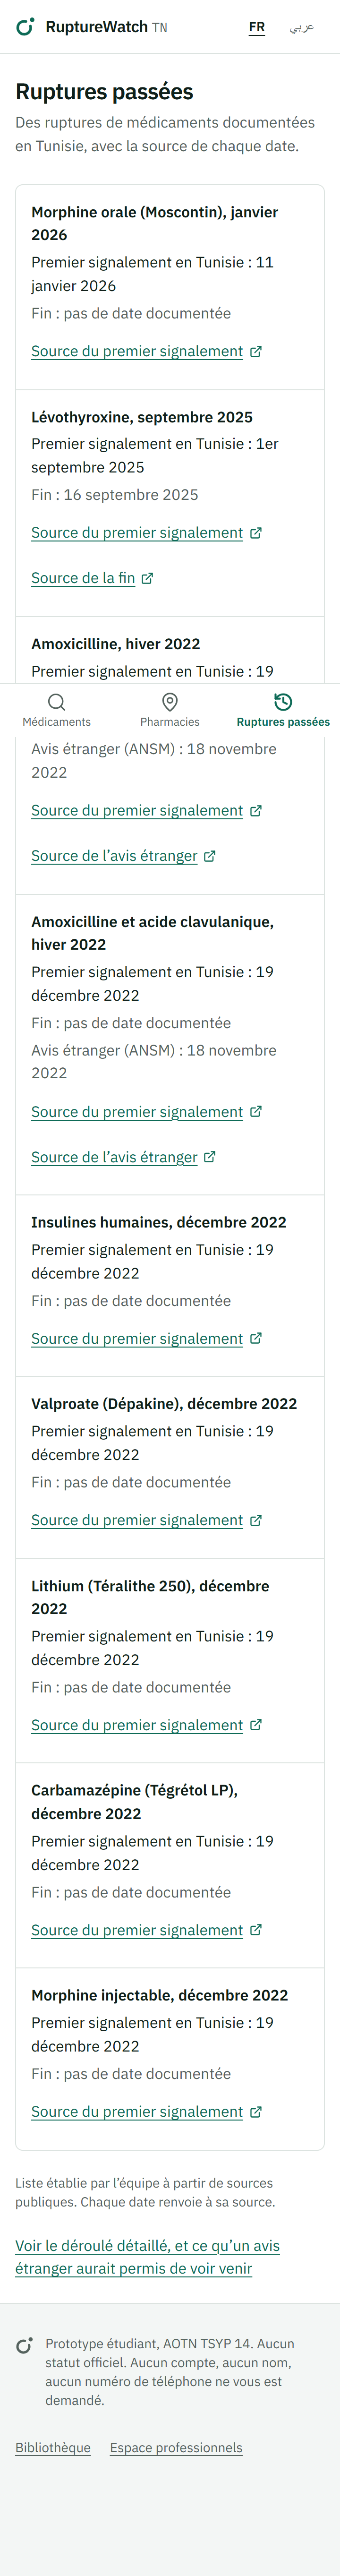 RuptureWatch TN
FR
عربي
Ruptures passées
Des ruptures de médicaments documentées
en Tunisie, avec la source de chaque date.
Morphine orale (Moscontin), janvier
2026
Premier signalement en Tunisie : 11
janvier 2026
Fin : pas de date documentée
Source du premier signalement
Lévothyroxine, septembre 2025
Premier signalement en Tunisie : 1er
septembre 2025
Fin : 16 septembre 2025
Source du premier signalement
Source de la fin
Amoxicilline, hiver 2022
Premier signalement en Tunisie : 19
Médicaments
Pharmacies
Ruptures passées
Avis étranger (ANSM) : 18 novembre
2022
Source du premier signalement
Source de l’avis étranger
Amoxicilline et acide clavulanique,
hiver 2022
Premier signalement en Tunisie : 19
décembre 2022
Fin : pas de date documentée
Avis étranger (ANSM) : 18 novembre
2022
Source du premier signalement
Source de l’avis étranger
Insulines humaines, décembre 2022
Premier signalement en Tunisie : 19
décembre 2022
Fin : pas de date documentée
Source du premier signalement
Valproate (Dépakine), décembre 2022
Premier signalement en Tunisie : 19
décembre 2022
Fin : pas de date documentée
Source du premier signalement
Lithium (Téralithe 250), décembre
2022
Premier signalement en Tunisie : 19
décembre 2022
Fin : pas de date documentée
Source du premier signalement
Carbamazépine (Tégrétol LP),
décembre 2022
Premier signalement en Tunisie : 19
décembre 2022
Fin : pas de date documentée
Source du premier signalement
Morphine injectable, décembre 2022
Premier signalement en Tunisie : 19
décembre 2022
Fin : pas de date documentée
Source du premier signalement
Liste établie par l’équipe à partir de sources
publiques. Chaque date renvoie à sa source.
Voir le déroulé détaillé, et ce qu’un avis
étranger aurait permis de voir venir
Prototype étudiant, AOTN TSYP 14. Aucun
statut officiel. Aucun compte, aucun nom,
aucun numéro de téléphone ne vous est
demandé.
Bibliothèque
Espace professionnels